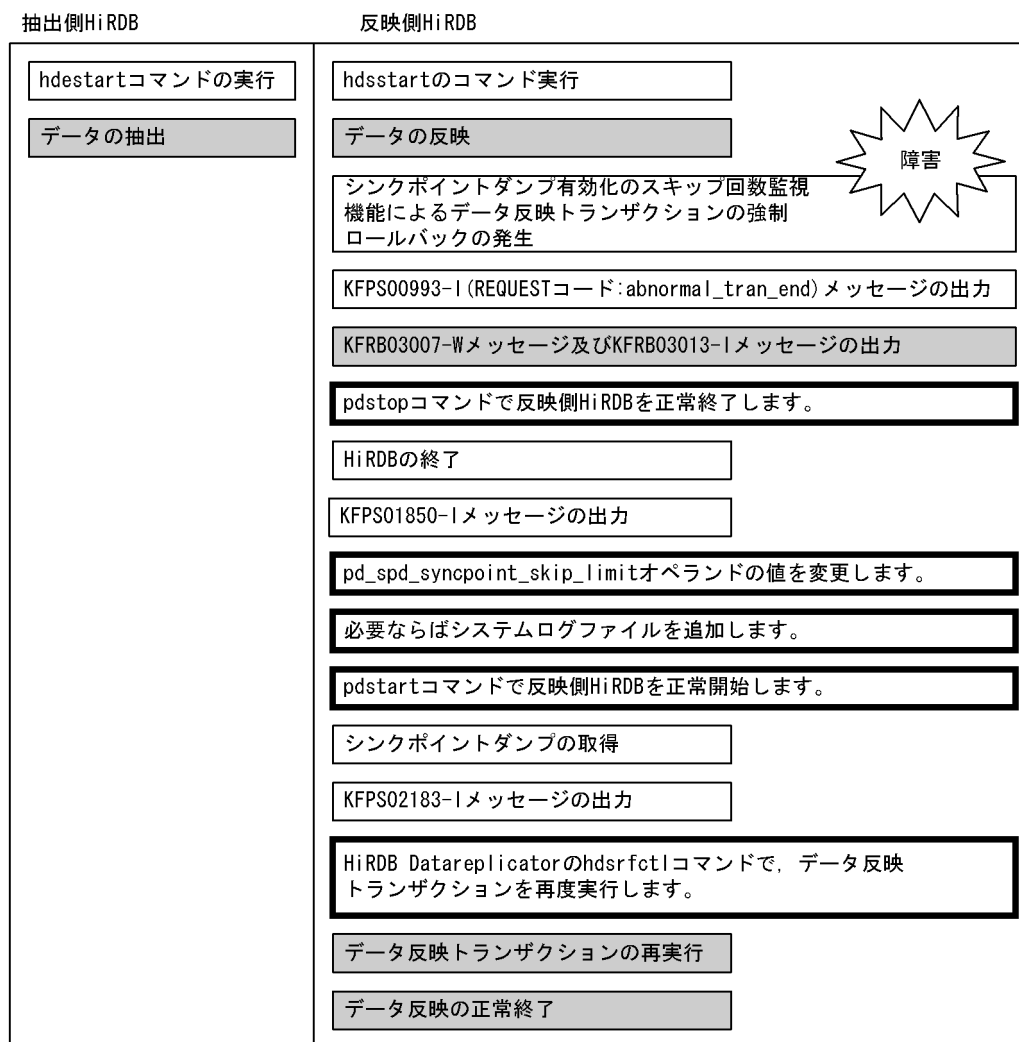 抽出側HiRDB
反映側HiRDB
hdestartコマンドの実行
hdsstartのコマンド実行
データの抽出
データの反映
障害
シンクポイントダンプ有効化のスキップ回数監視
機能によるデータ反映トランザクションの強制
ロールバックの発生
KFPS00993-I(REQUESTコード:abnormal_tran_end)メッセージの出力
KFRB03007-Wメッセージ及びKFRB03013-Iメッセージの出力
pdstopコマンドで反映側HiRDBを正常終了します。
HiRDBの終了
KFPS01850-Iメッセージの出力
pd_spd_syncpoint_skip_limitオペランドの値を変更します。
必要ならばシステムログファイルを追加します。
pdstartコマンドで反映側HiRDBを正常開始します。
シンクポイントダンプの取得
KFPS02183-Iメッセージの出力
HiRDB Datareplicatorのhdsrfctlコマンドで,データ反映
トランザクションを再度実行します。
データ反映トランザクションの再実行
データ反映の正常終了